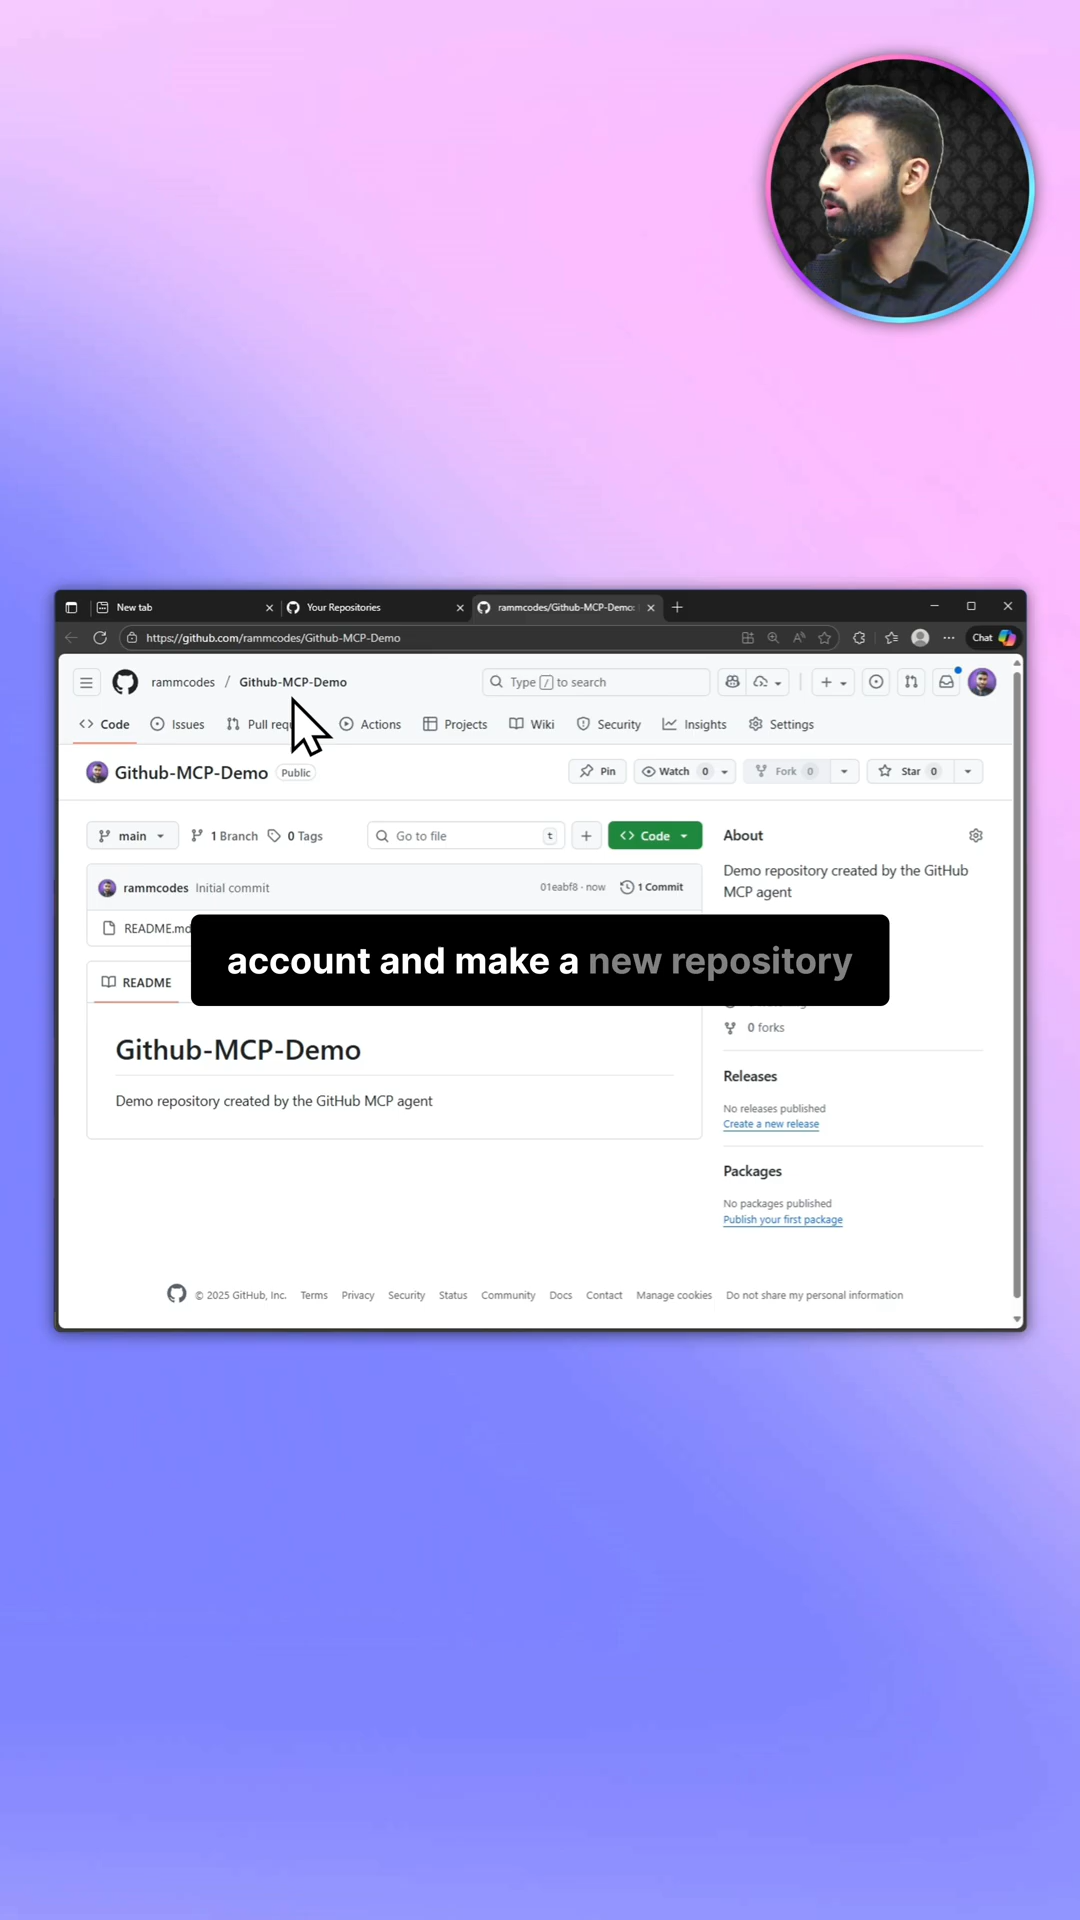 New tab
Your Repositories
rammcodes/Github-MCP-Demo:
https://github.com/rammcodes/Github-MCP-Demo
Chat
rammcodes / Github-MCP-Demo
Type / to search
Code
Issues
Pull req
Actions
Projects
Wiki
Security
Insights
Settings
Github-MCP-Demo Public
Pin
Watch 0
Fork 0
Star 0
main
1 Branch
0 Tags
Go to file
t
Code
About
Demo repository created by the GitHub
MCP agent
rammcodes Initial commit
01eabf8 · now
1 Commit
README.md
account and make a new repository
README
0 forks
Github-MCP-Demo
Demo repository created by the GitHub MCP agent
Releases
No releases published
Create a new release
Packages
No packages published
Publish your first package
© 2025 GitHub, Inc. Terms Privacy Security Status Community Docs Contact Manage cookies Do not share my personal information